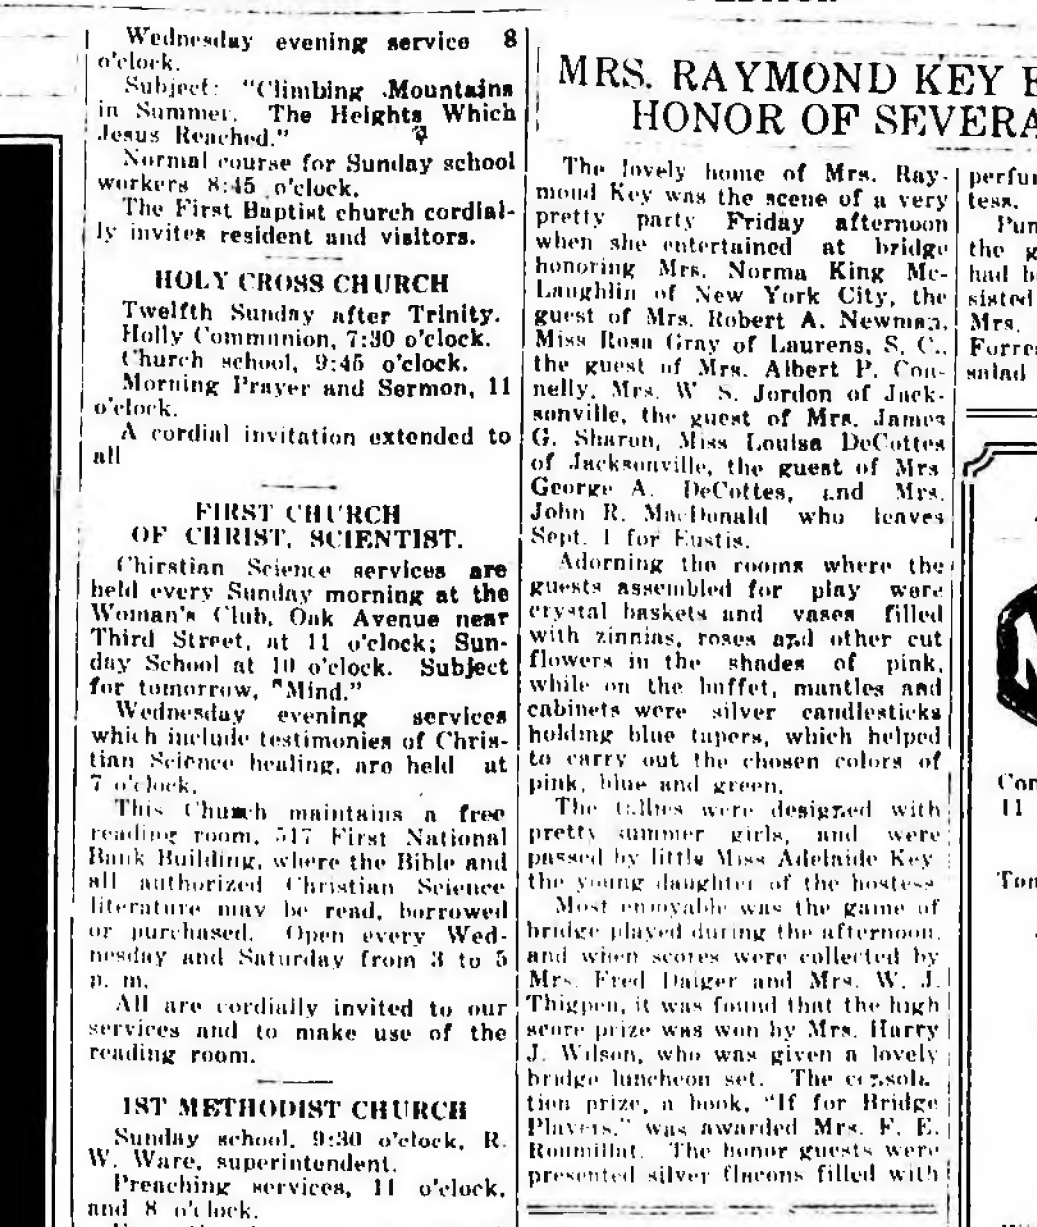 Wednesday evening service 8
o'clock.
Subject: "Climbing Mountains
in Summer. The Heights Which
Jesus Reached."
Normal course for Sunday school
workers 8:45 o'clock.
The First Baptist church cordial-
ly invites resident and visitors.
HOLY CROSS CHURCH
Twelfth Sunday after Trinity.
Holly Communion, 7:30 o'clock.
Church school, 9:45 o'clock.
Morning Prayer and Sermon, 11
o'clock.
A cordial invitation extended to
all
FIRST CHURCH
OF CHRIST, SCIENTIST.
Chirstian Science services are
held every Sunday morning at the
Woman's Club, Oak Avenue near
Third Street, at 11 o'clock; Sun-
day School at 10 o'clock. Subject
for tomorrow, "Mind."
Wednesday evening services
which include testimonies of Chris-
tian Science healing, are held at
7 o'clock.
This Church maintains a free
reading room, 517 First National
Bank Building, where the Bible and
all authorized Christian Science
literature may be read, borrowed
or purchased. Open every Wed-
nesday and Saturday from 3 to 5
p. m.
All are cordially invited to our
services and to make use of the
reading room.
1ST METHODIST CHURCH
Sunday school, 9:30 o'clock, R.
W. Ware, superintendent.
Preaching services, 11 o'clock,
and 8 o'clock.
MRS. RAYMOND KEY
HONOR OF SEVERA
The lovely home of Mrs. Ray-
mond Key was the scene of a very
pretty party Friday afternoon
when she entertained at bridge
honoring Mrs. Norma King Mc-
Laughlin of New York City, the
guest of Mrs. Robert A. Newman,
Miss Rosa Gray of Laurens, S. C.,
the guest of Mrs. Albert P. Con-
nelly, Mrs. W S. Jordon of Jack-
sonville, the guest of Mrs. James
G. Sharon, Miss Louisa DeCottes
of Jacksonville, the guest of Mrs
George A. DeCottes, and Mrs.
John R. MacDonald who leaves
Sept. 1 for Eustis.
Adorning the rooms where the
guests assembled for play were
crystal baskets and vases filled
with zinnias, roses and other cut
flowers in the shades of pink,
while on the buffet, mantles and
cabinets were silver candlesticks
holding blue tapers, which helped
to carry out the chosen colors of
pink, blue and green.
The tallies were designed with
pretty summer girls, and were
passed by little Miss Adelaide Key
the young daughter of the hostess
Most enjoyable was the game of
bridge played during the afternoon,
and when scores were collected by
Mrs. Fred Daiger and Mrs. W. J.
Thigpen, it was found that the high
score prize was won by Mrs. Harry
J. Wilson, who was given a lovely
bridge luncheon set. The consola-
tion prize, a book, "If for Bridge
Players," was awarded Mrs. F. E.
Roumillat. The honor guests were
presented silver flacons filled with
perfu
tess.
Pun
the g
had b
sisted
Mrs.
Forre
salad
Con
11